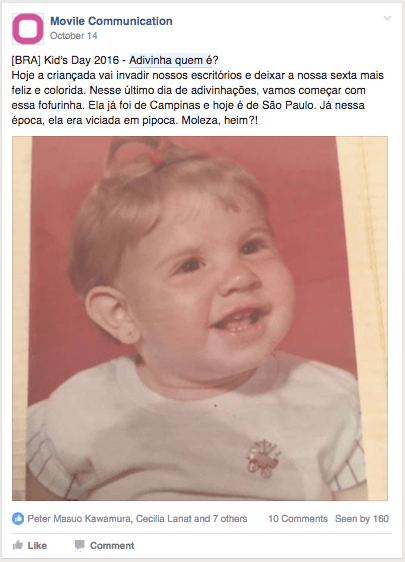 Movile Communication
October 14
[BRA] Kid's Day 2016 - Adivinha quem é?
Hoje a criançada vai invadir nossos escritórios e deixar a nossa sexta mais
feliz e colorida. Nesse último dia de adivinhações, vamos começar com
essa fofurinha. Ela já foi de Campinas e hoje é de São Paulo. Já nessa
época, ela era viciada em pipoca. Moleza, heim?!
Peter Masuo Kawamura, Cecilia Lanat and 7 others 10 Comments Seen by 160
Like Comment